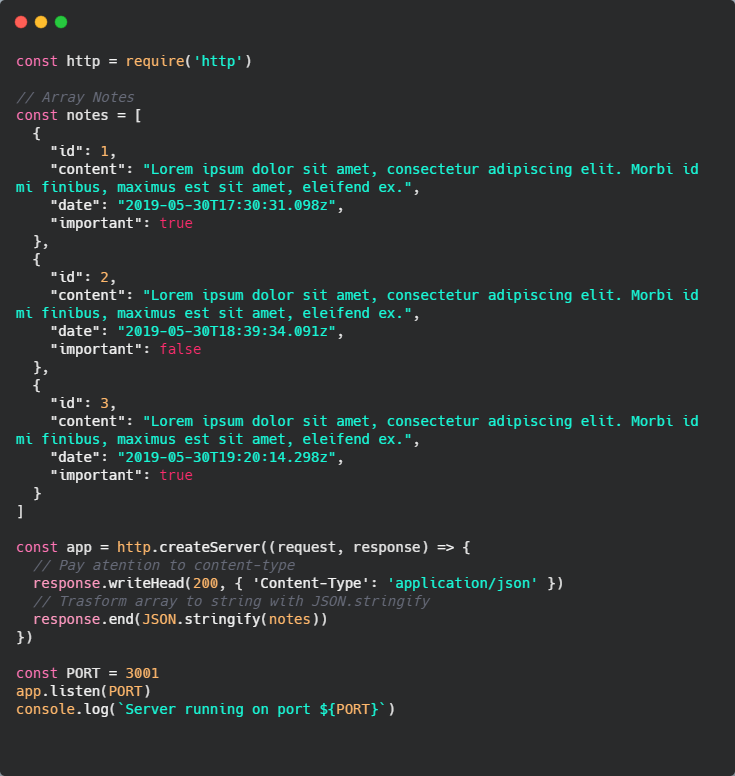 const http = require('http')

// Array Notes
const notes = [
  {
    "id": 1,
    "content": "Lorem ipsum dolor sit amet, consectetur adipiscing elit. Morbi id
mi finibus, maximus est sit amet, eleifend ex.",
    "date": "2019-05-30T17:30:31.098z",
    "important": true
  },
  {
    "id": 2,
    "content": "Lorem ipsum dolor sit amet, consectetur adipiscing elit. Morbi id
mi finibus, maximus est sit amet, eleifend ex.",
    "date": "2019-05-30T18:39:34.091z",
    "important": false
  },
  {
    "id": 3,
    "content": "Lorem ipsum dolor sit amet, consectetur adipiscing elit. Morbi id
mi finibus, maximus est sit amet, eleifend ex.",
    "date": "2019-05-30T19:20:14.298z",
    "important": true
  }
]

const app = http.createServer((request, response) => {
  // Pay atention to content-type
  response.writeHead(200, { 'Content-Type': 'application/json' })
  // Trasform array to string with JSON.stringify
  response.end(JSON.stringify(notes))
})

const PORT = 3001
app.listen(PORT)
console.log(`Server running on port ${PORT}`)